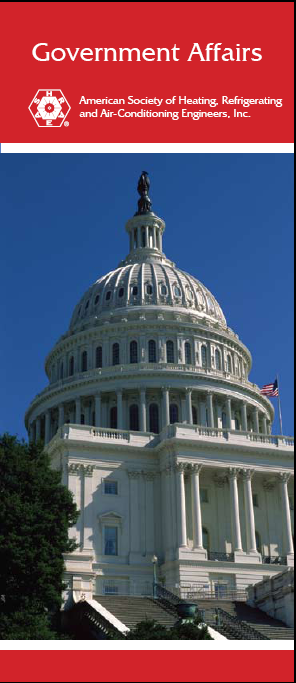 Government Affairs
American Society of Heating, Refrigerating
and Air-Conditioning Engineers, Inc.